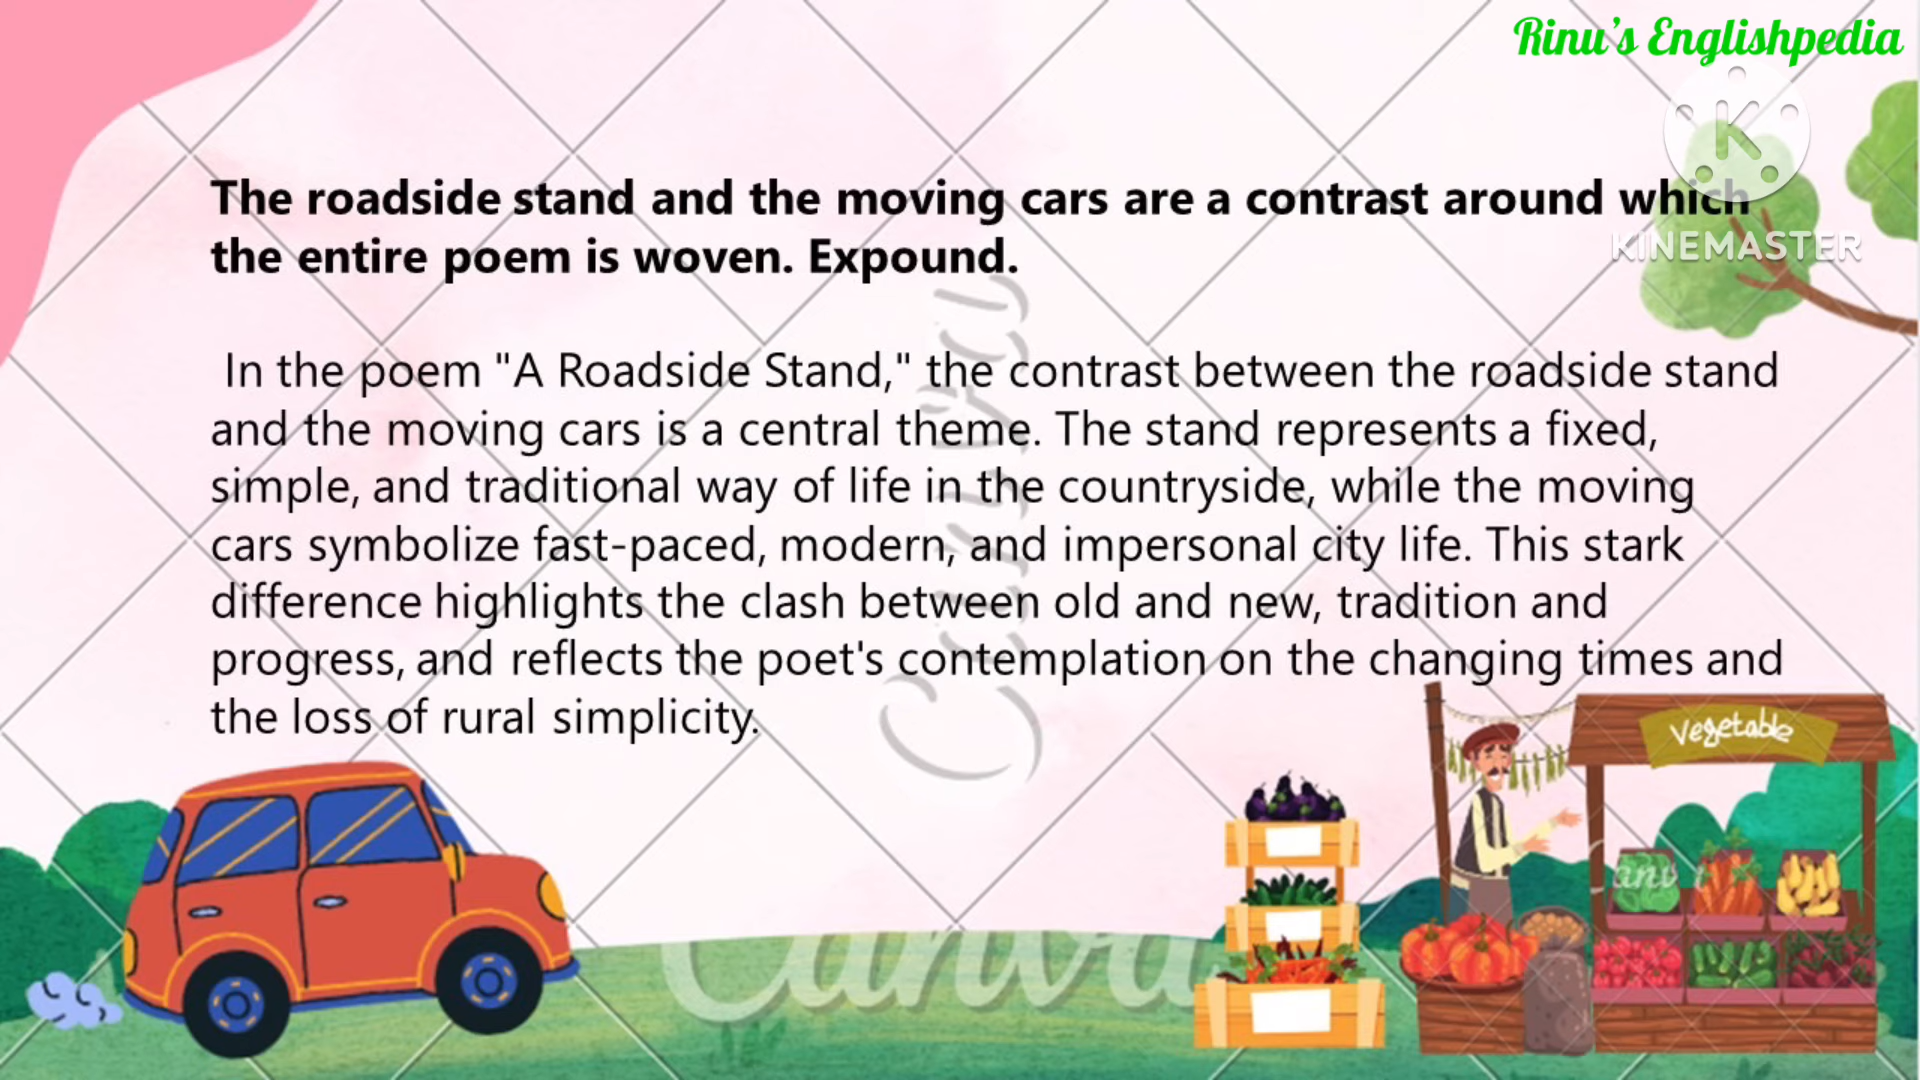 Rinu's Englishpedia
KINEMASTER
The roadside stand and the moving cars are a contrast around which
the entire poem is woven. Expound.
In the poem "A Roadside Stand," the contrast between the roadside stand
and the moving cars is a central theme. The stand represents a fixed,
simple, and traditional way of life in the countryside, while the moving
cars symbolize fast-paced, modern, and impersonal city life. This stark
difference highlights the clash between old and new, tradition and
progress, and reflects the poet's contemplation on the changing times and
the loss of rural simplicity.
Canva
vegetable
Canva
Canva